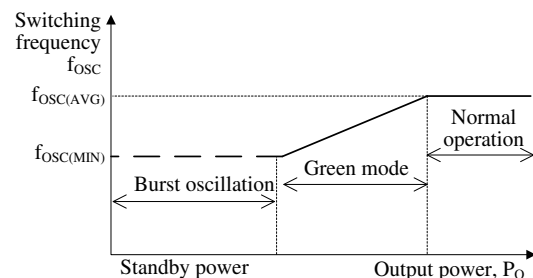 Switching
frequency
fOSC
fOSC(AVG)
Normal
operation
fOSC(MIN)
Green mode
Burst oscillation
Standby power
Output power, PO